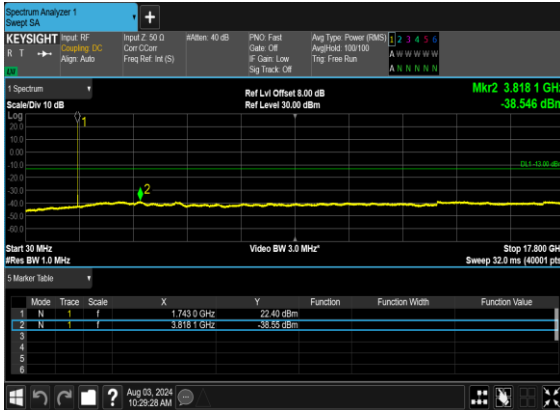 Spectrum Analyzer 1
Swept SA
KEYSIGHT
R T
LV
Input: RF
Coupling: DC
Align: Auto
Input Z: 50 Ω
Corr CCorr
Freq Ref: Int (S)
#Atten: 40 dB
PNO: Fast
Gate: Off
IF Gain: Low
Sig Track: Off
Avg Type: Power (RMS)
Avg|Hold: 100/100
Trig: Free Run
1 2 3 4 5 6
A W W W W W
A N N N N N
1 Spectrum
Scale/Div 10 dB
Ref Lvl Offset 8.00 dB
Ref Level 30.00 dBm
Mkr2 3.818 1 GHz
-38.546 dBm
Log
20.0
10.0
0.00
-10.0
-20.0
-30.0
-40.0
-50.0
-60.0
1
2
DL1 -13.00 dBm
Start 30 MHz
#Res BW 1.0 MHz
Video BW 3.0 MHz*
Stop 17.800 GHz
Sweep 32.0 ms (40001 pts)
5 Marker Table
Mode Trace Scale X Y Function Function Width Function Value
1 N 1 f 1.743 0 GHz 22.40 dBm
2 N 1 f 3.818 1 GHz -38.55 dBm
3
4
5
6
Aug 03, 2024
10:29:28 AM